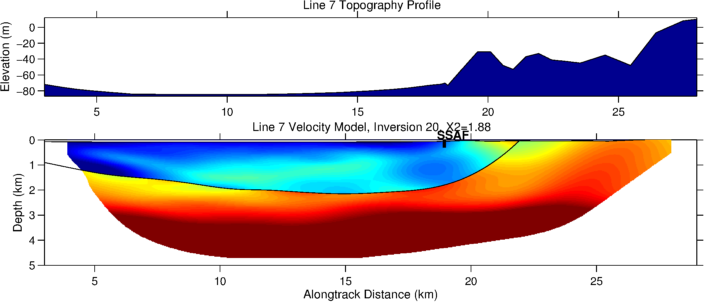 Line 7 Topography Profile
Elevation (m)
0
−20
−40
−60
−80
5 10 15 20 25
Line 7 Velocity Model, Inversion 20, X2=1.88
SSAF
Depth (km)
0
1
2
3
4
5
5 10 15 20 25
Alongtrack Distance (km)